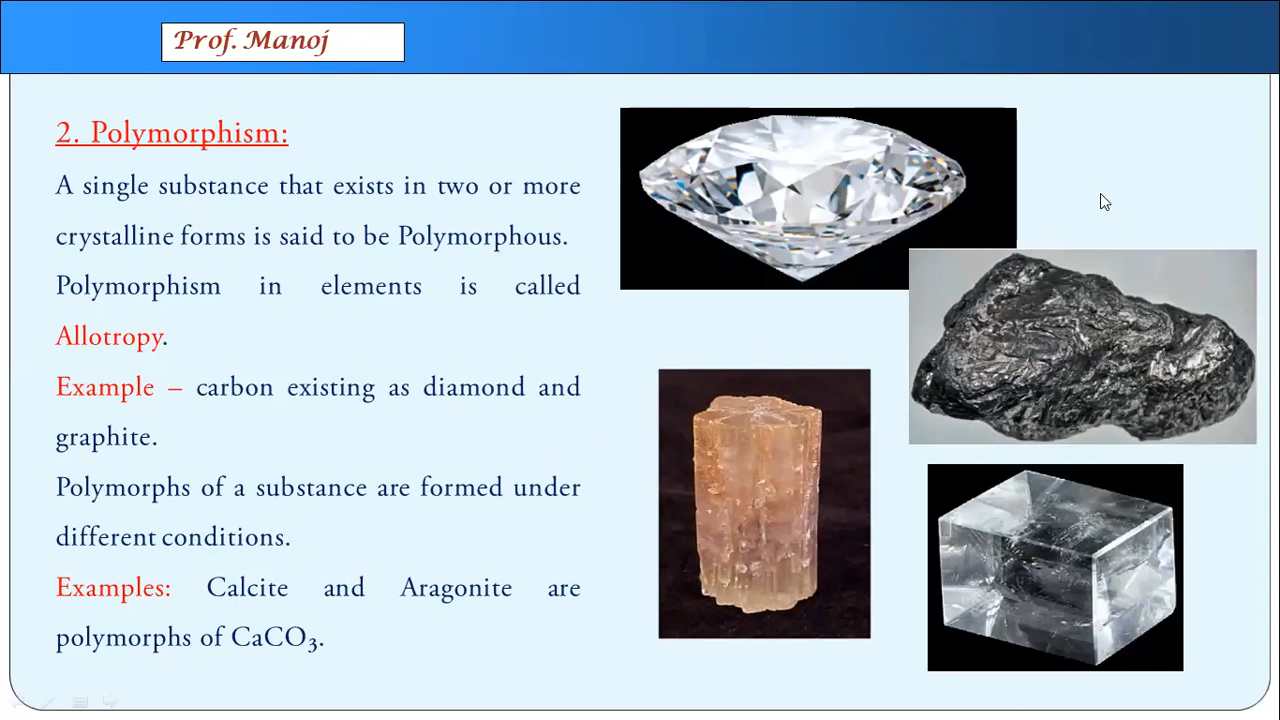 Prof. Manoj
2. Polymorphism:
A single substance that exists in two or more
crystalline forms is said to be Polymorphous.
Polymorphism in elements is called
Allotropy.
Example – carbon existing as diamond and
graphite.
Polymorphs of a substance are formed under
different conditions.
Examples: Calcite and Aragonite are
polymorphs of CaCO₃.